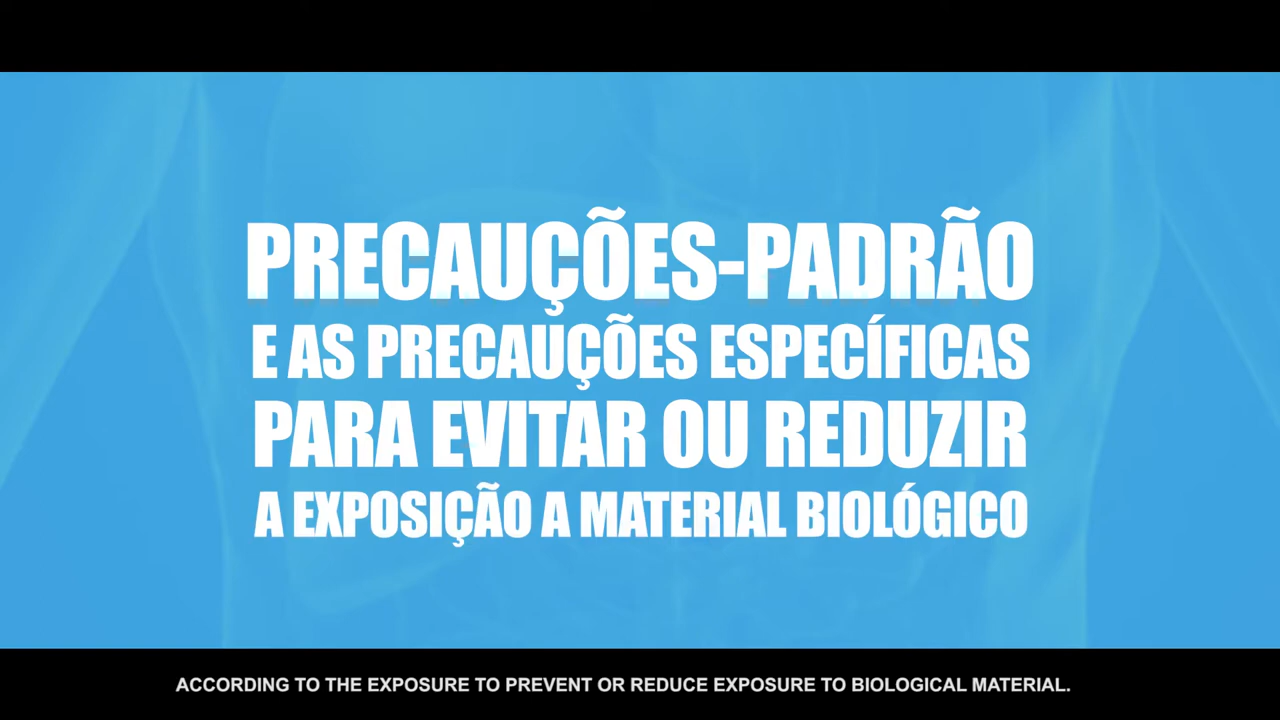 PRECAUÇÕES-PADRÃO
E AS PRECAUÇÕES ESPECÍFICAS
PARA EVITAR OU REDUZIR
A EXPOSIÇÃO A MATERIAL BIOLÓGICO
ACCORDING TO THE EXPOSURE TO PREVENT OR REDUCE EXPOSURE TO BIOLOGICAL MATERIAL.